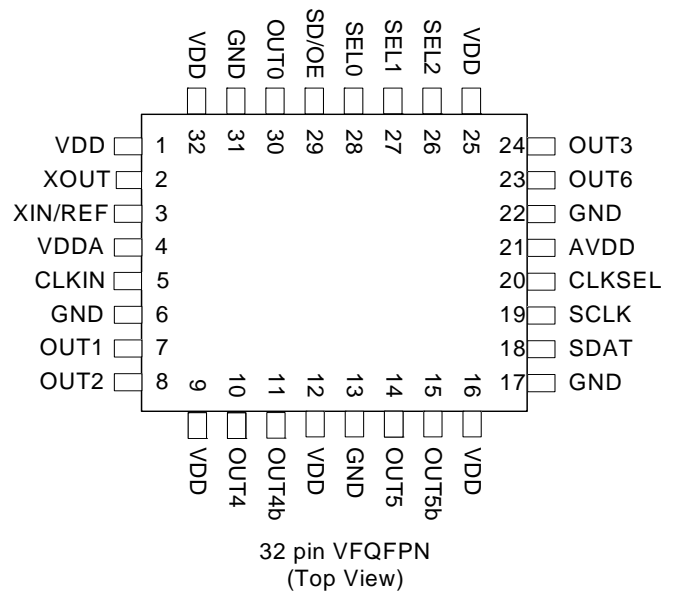 VDD
GND
OUT0
SD/OE
SEL0
SEL1
SEL2
VDD
32
31
30
29
28
27
26
25
VDD 1
XOUT 2
XIN/REF 3
VDDA 4
CLKIN 5
GND 6
OUT1 7
OUT2 8
24 OUT3
23 OUT6
22 GND
21 AVDD
20 CLKSEL
19 SCLK
18 SDAT
17 GND
9
10
11
12
13
14
15
16
VDD
OUT4
OUT4b
VDD
GND
OUT5
OUT5b
VDD
32 pin VFQFPN
(Top View)